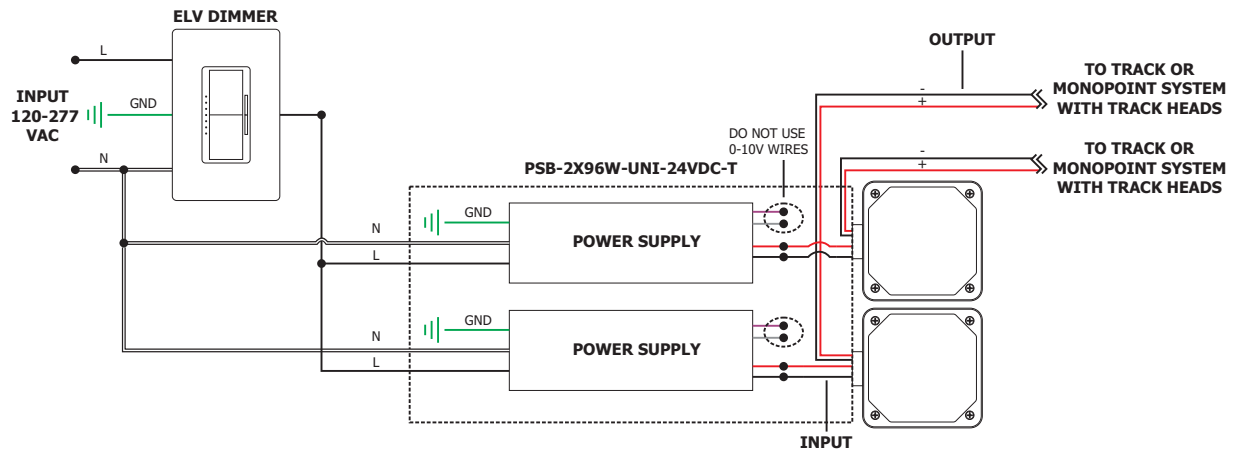 ELV DIMMER
L
INPUT
120-277
VAC
GND
N
OUTPUT
-
+
TO TRACK OR
MONOPOINT SYSTEM
WITH TRACK HEADS
DO NOT USE
0-10V WIRES
-
+
TO TRACK OR
MONOPOINT SYSTEM
WITH TRACK HEADS
PSB-2X96W-UNI-24VDC-T
GND
N
L
POWER SUPPLY
GND
N
L
POWER SUPPLY
INPUT